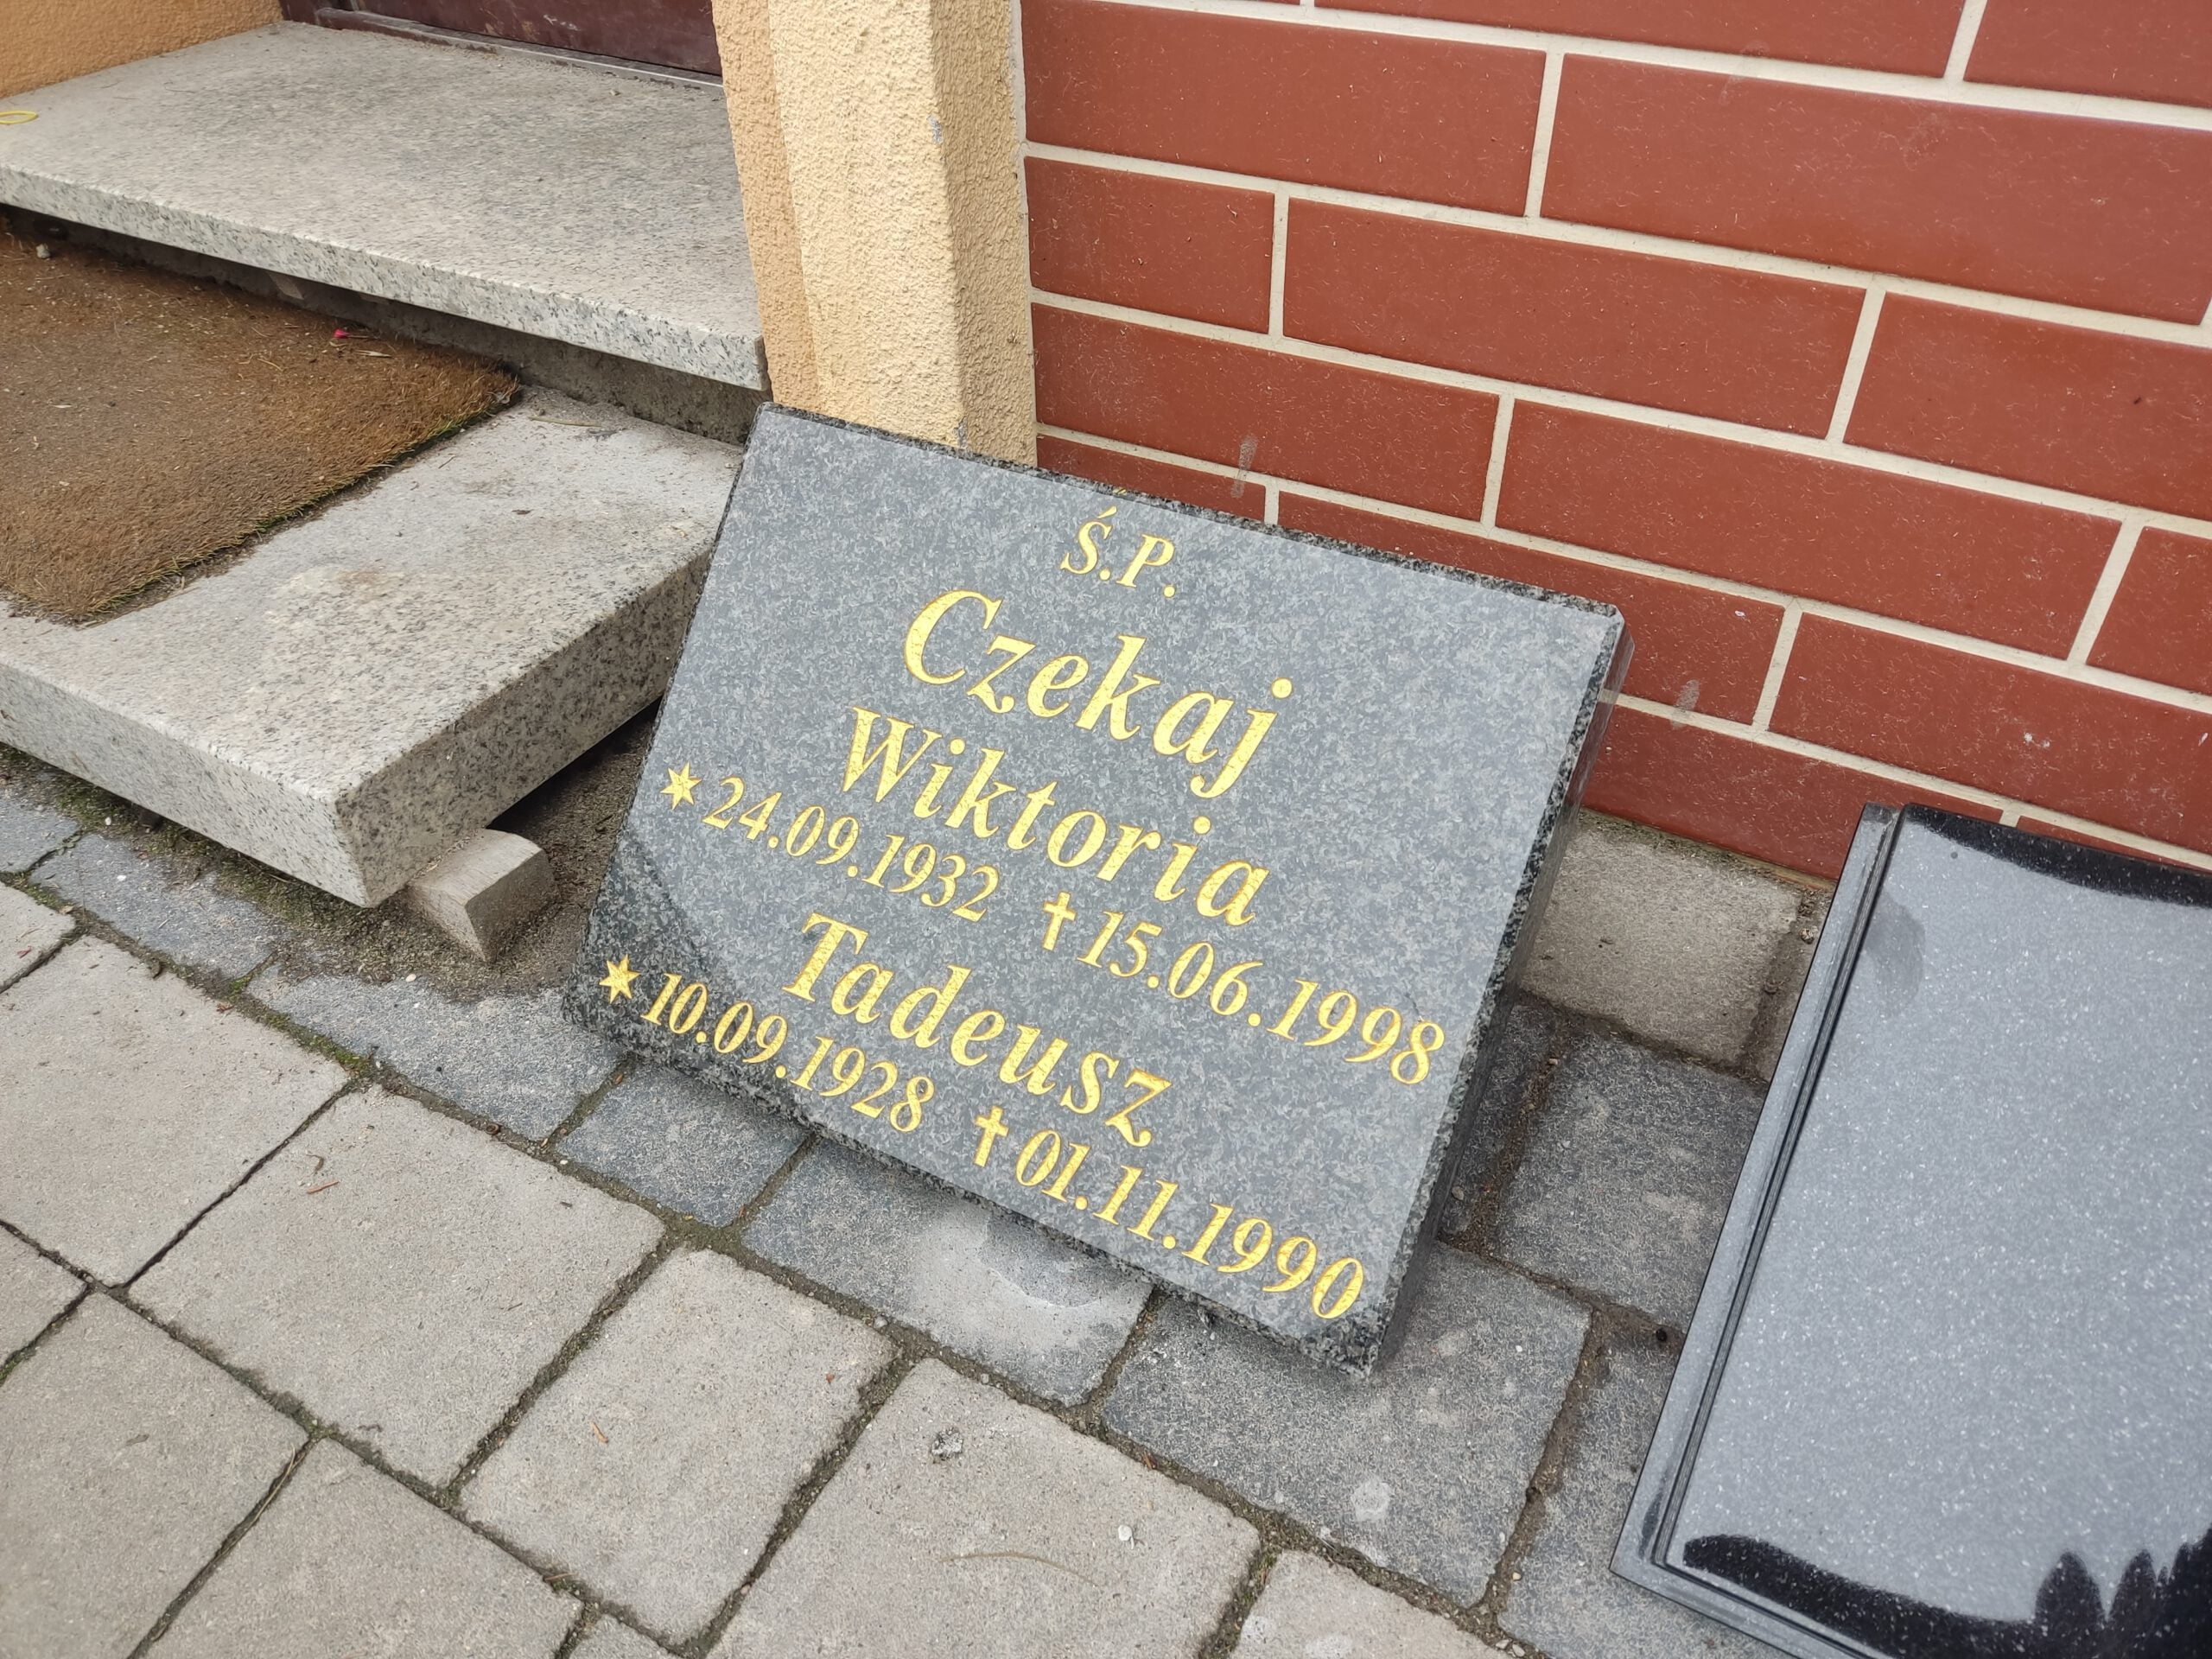 Ś.P.
Czekaj
Wiktoria
★24.09.1932 ✝15.06.1998
Tadeusz
★10.09.1928 ✝01.11.1990